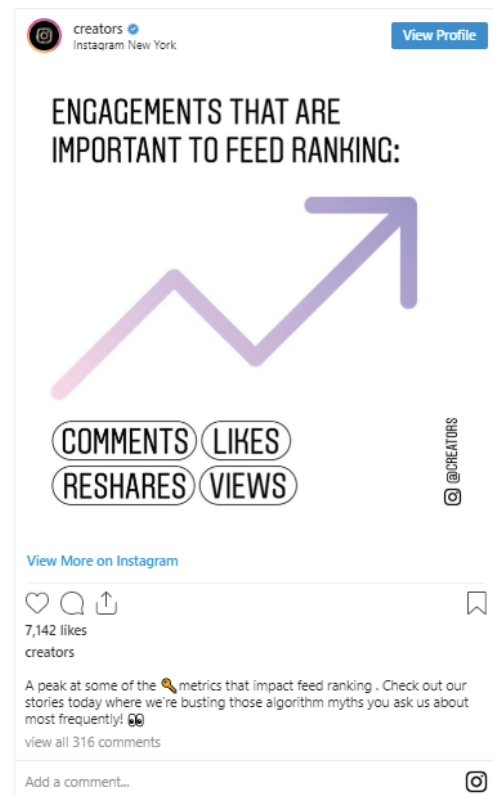 creators
Instagram New York
View Profile
ENGAGEMENTS THAT ARE
IMPORTANT TO FEED RANKING:
COMMENTS LIKES
RESHARES VIEWS
@CREATORS
View More on Instagram
7,142 likes
creators
A peak at some of the 🔑 metrics that impact feed ranking . Check out our
stories today where we're busting those algorithm myths you ask us about
most frequently! 👀
view all 316 comments
Add a comment...